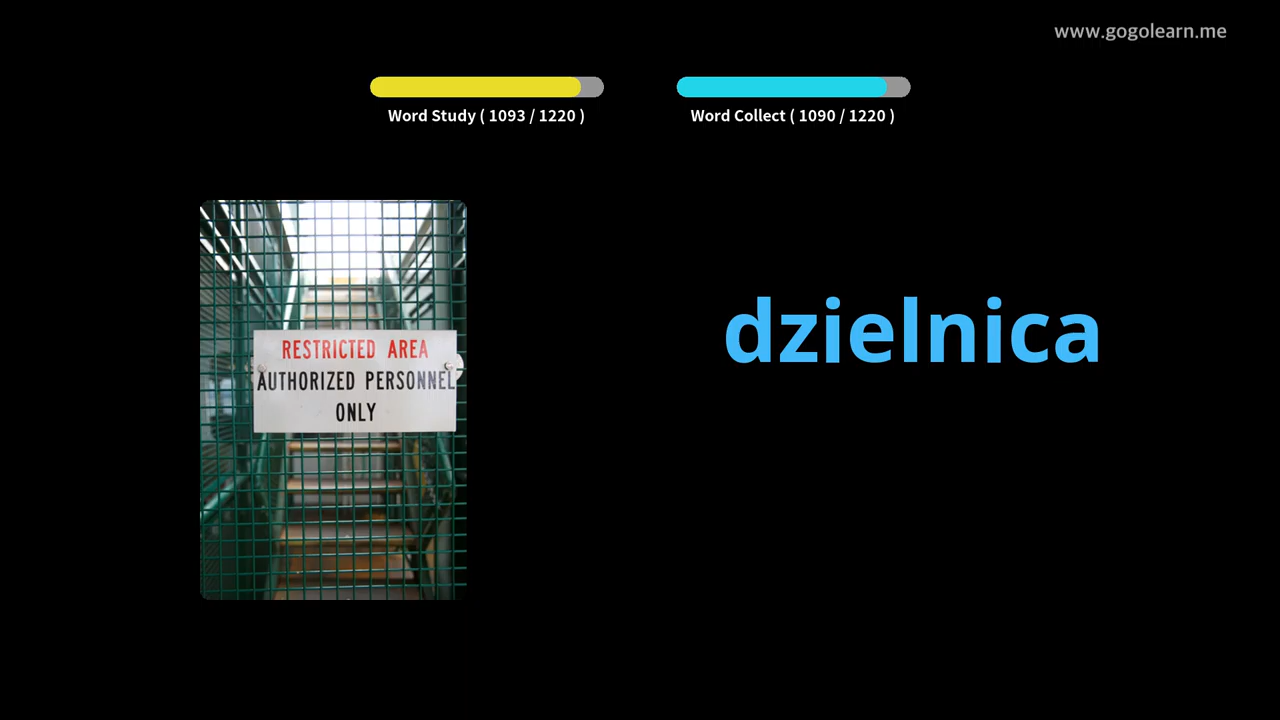 www.gogolearn.me
Word Study ( 1093 / 1220 )
Word Collect ( 1090 / 1220 )
RESTRICTED AREA
AUTHORIZED PERSONNEL
ONLY
dzielnica